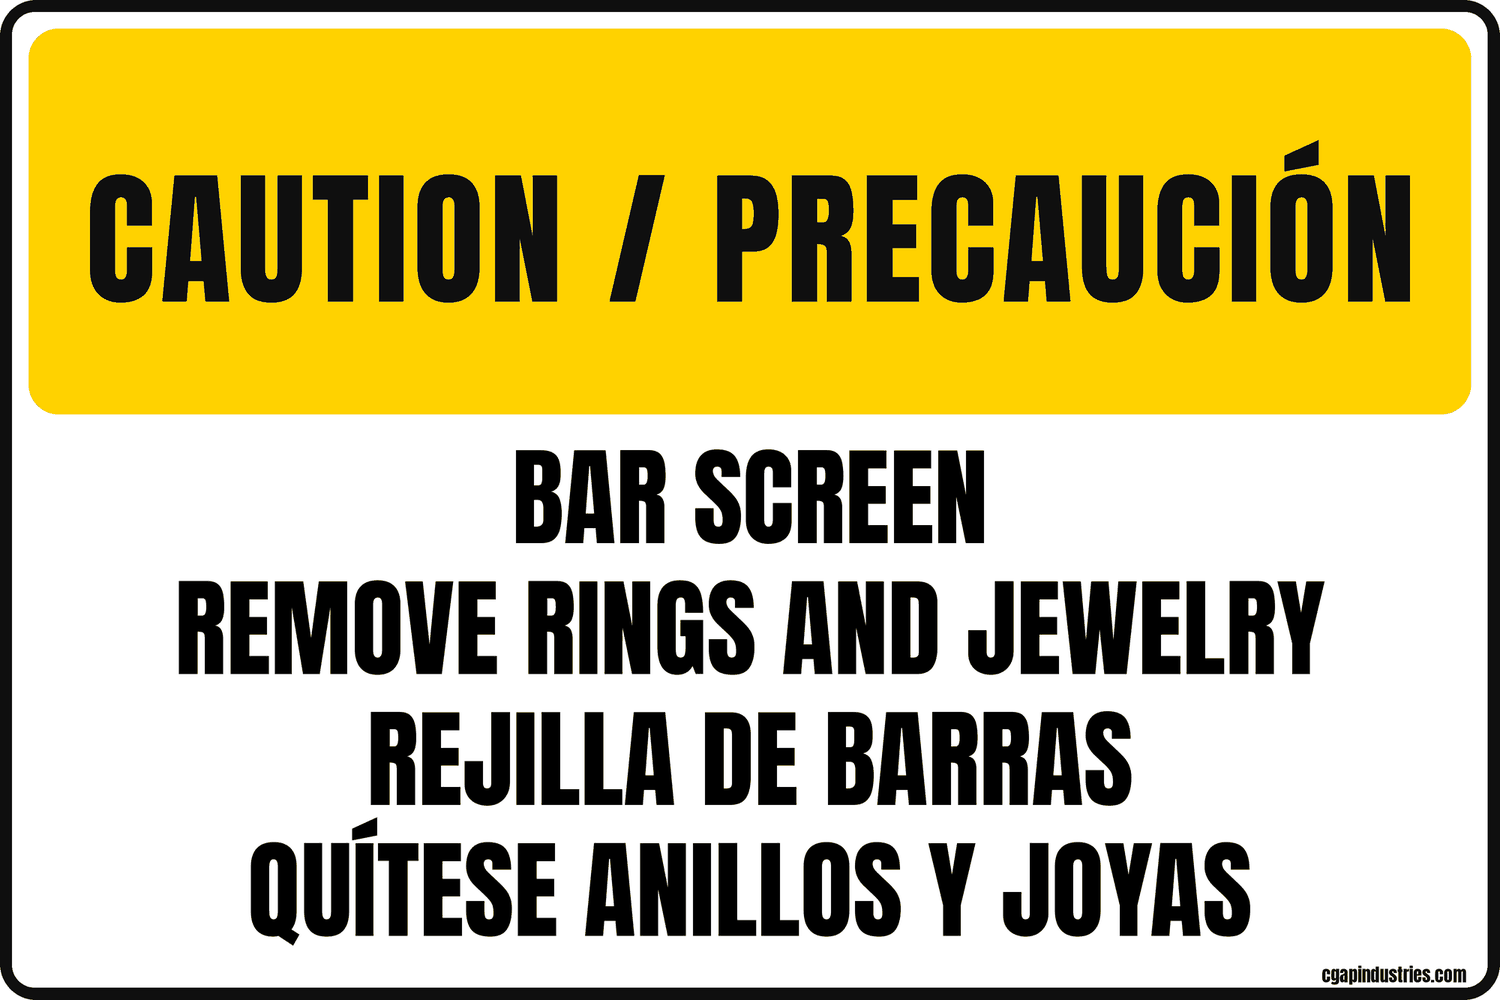 CAUTION / PRECAUCIÓN
BAR SCREEN
REMOVE RINGS AND JEWELRY
REJILLA DE BARRAS
QUÍTESE ANILLOS Y JOYAS
cgapindustries.com